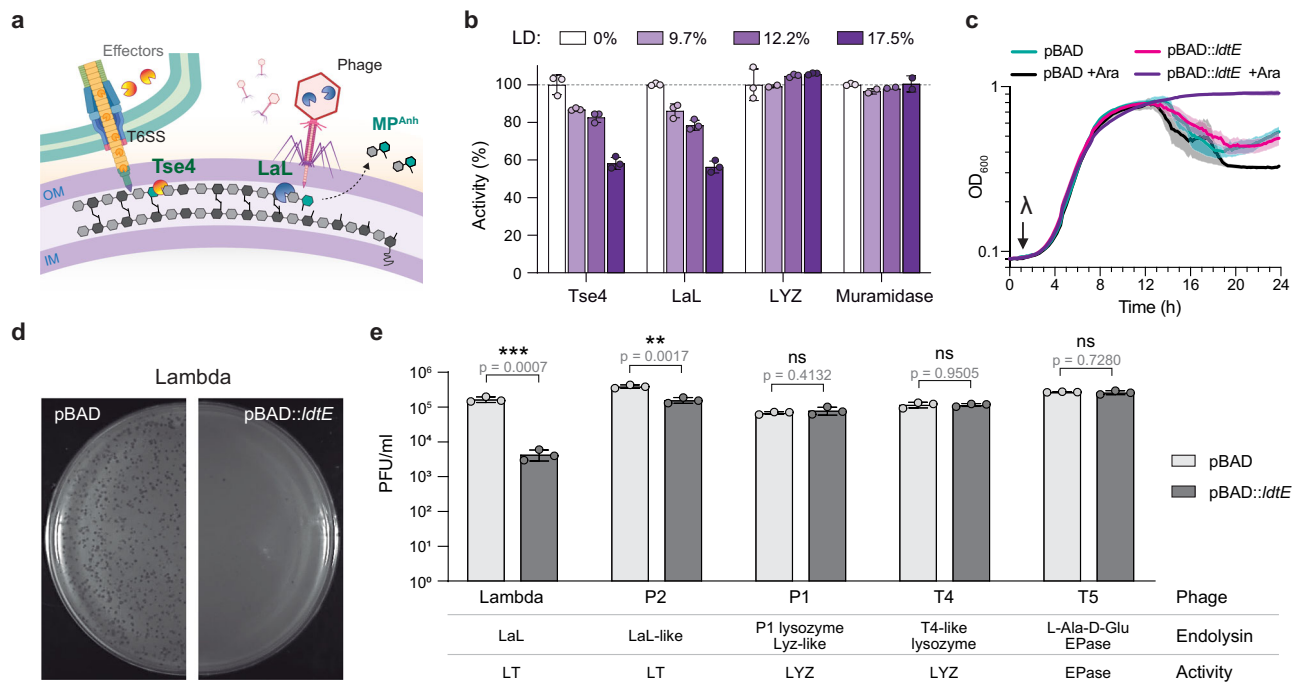 a
Effectors
Phage
T6SS
Tse4
LaL
MP^Anh
OM
IM
b
LD: 0% 9.7% 12.2% 17.5%
Activity (%)
100
80
60
40
20
0
Tse4 LaL LYZ Muramidase
c
pBAD pBAD::ldtE
pBAD +Ara pBAD::ldtE +Ara
OD600
1
0.1
λ
0 4 8 12 16 20 24
Time (h)
d
Lambda
pBAD pBAD::ldtE
e
*** ** ns ns ns
p = 0.0007 p = 0.0017 p = 0.4132 p = 0.9505 p = 0.7280
PFU/ml
10⁶
10⁵
10⁴
10³
10²
10¹
10⁰
pBAD
pBAD::ldtE
Lambda P2 P1 T4 T5 Phage
LaL LaL-like P1 lysozyme Lyz-like T4-like lysozyme L-Ala-D-Glu EPase Endolysin
LT LT LYZ LYZ EPase Activity